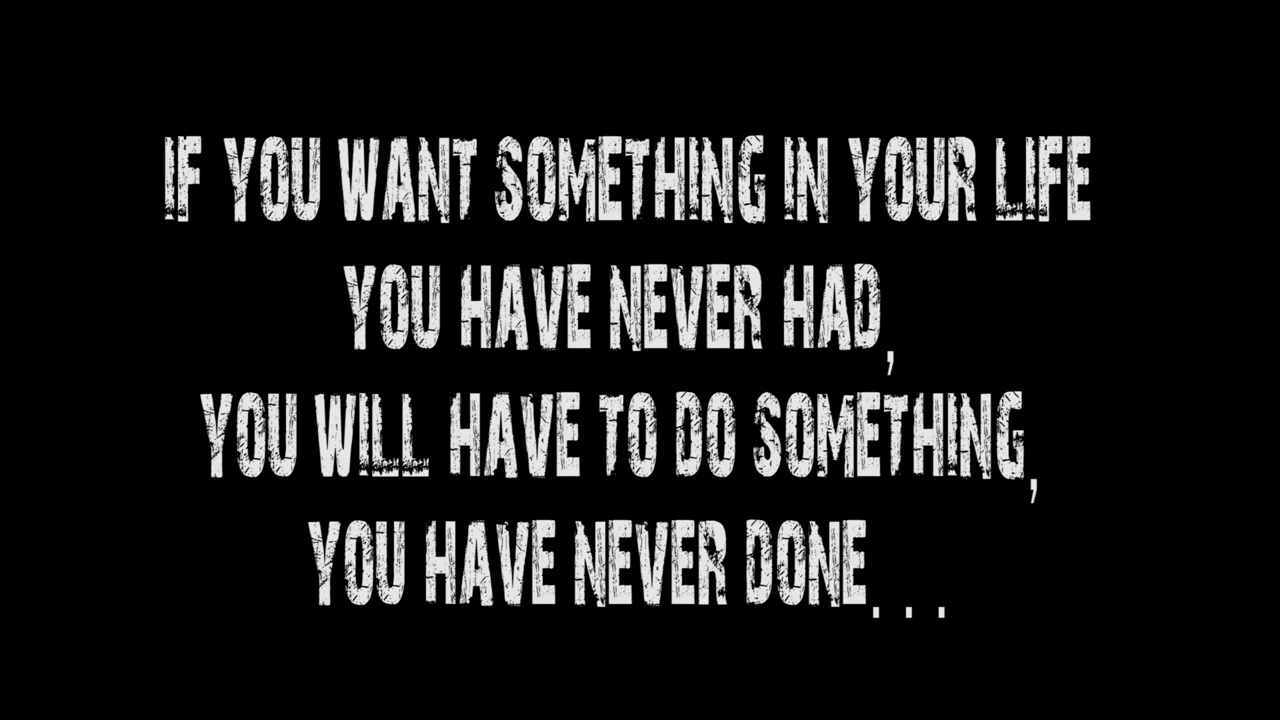 IF YOU WANT SOMETHING IN YOUR LIFE
YOU HAVE NEVER HAD,
YOU WILL HAVE TO DO SOMETHING,
YOU HAVE NEVER DONE...